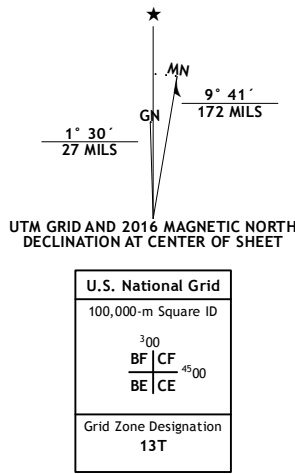 ★
MN
GN
9° 41´
172 MILS
1° 30´
27 MILS
UTM GRID AND 2016 MAGNETIC NORTH
DECLINATION AT CENTER OF SHEET
U.S. National Grid
100,000-m Square ID
³00
BF CF
⁴⁵00
BE CE
Grid Zone Designation
13T